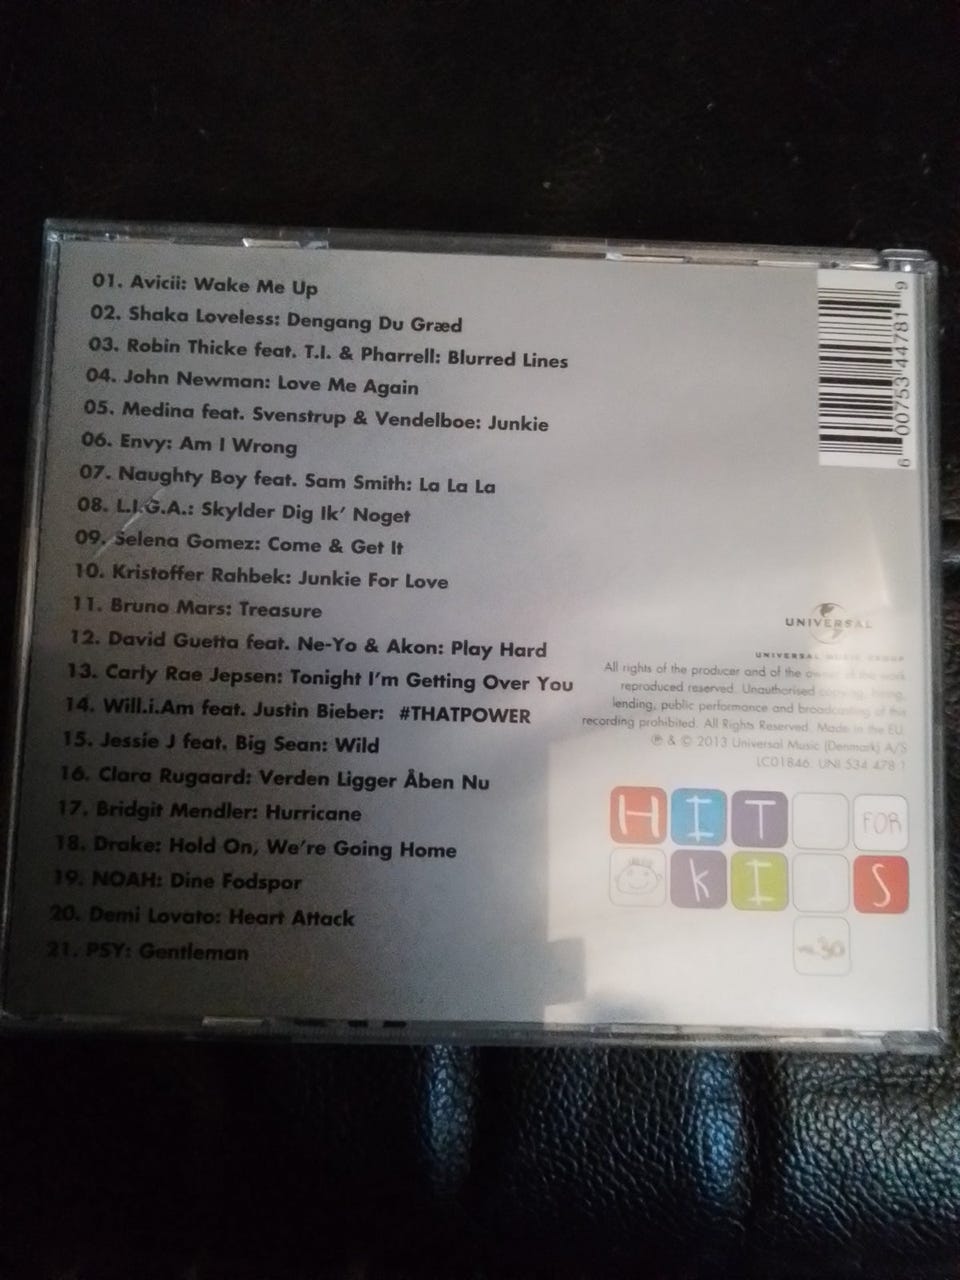 01. Avicii: Wake Me Up
02. Shaka Loveless: Dengang Du Græd
03. Robin Thicke feat. T.I. & Pharrell: Blurred Lines
04. John Newman: Love Me Again
05. Medina feat. Svenstrup & Vendelboe: Junkie
06. Envy: Am I Wrong
07. Naughty Boy feat. Sam Smith: La La La
08. L.I.G.A.: Skylder Dig Ik' Noget
09. Selena Gomez: Come & Get It
10. Kristoffer Rahbek: Junkie For Love
11. Bruno Mars: Treasure
12. David Guetta feat. Ne-Yo & Akon: Play Hard
13. Carly Rae Jepsen: Tonight I'm Getting Over You
14. Will.i.Am feat. Justin Bieber: #THATPOWER
15. Jessie J feat. Big Sean: Wild
16. Clara Rugaard: Verden Ligger Åben Nu
17. Bridgit Mendler: Hurricane
18. Drake: Hold On, We're Going Home
19. NOAH: Dine Fodspor
20. Demi Lovato: Heart Attack
21. PSY: Gentleman
6 00753 44781 9
UNIVERSAL
UNIVERSAL MUSIC GROUP
All rights of the producer and of the owner of the work
reproduced reserved. Unauthorised copying, hiring,
lending, public performance and broadcasting of this
recording prohibited. All Rights Reserved. Made in the EU.
℗ & © 2013 Universal Music (Denmark) A/S
LC01846. UNI 534 478 1
HIT FOR
KI S
30